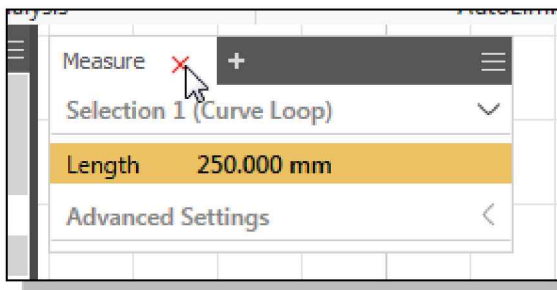 Measure
Selection 1 (Curve Loop)
Length 250.000 mm
Advanced Settings